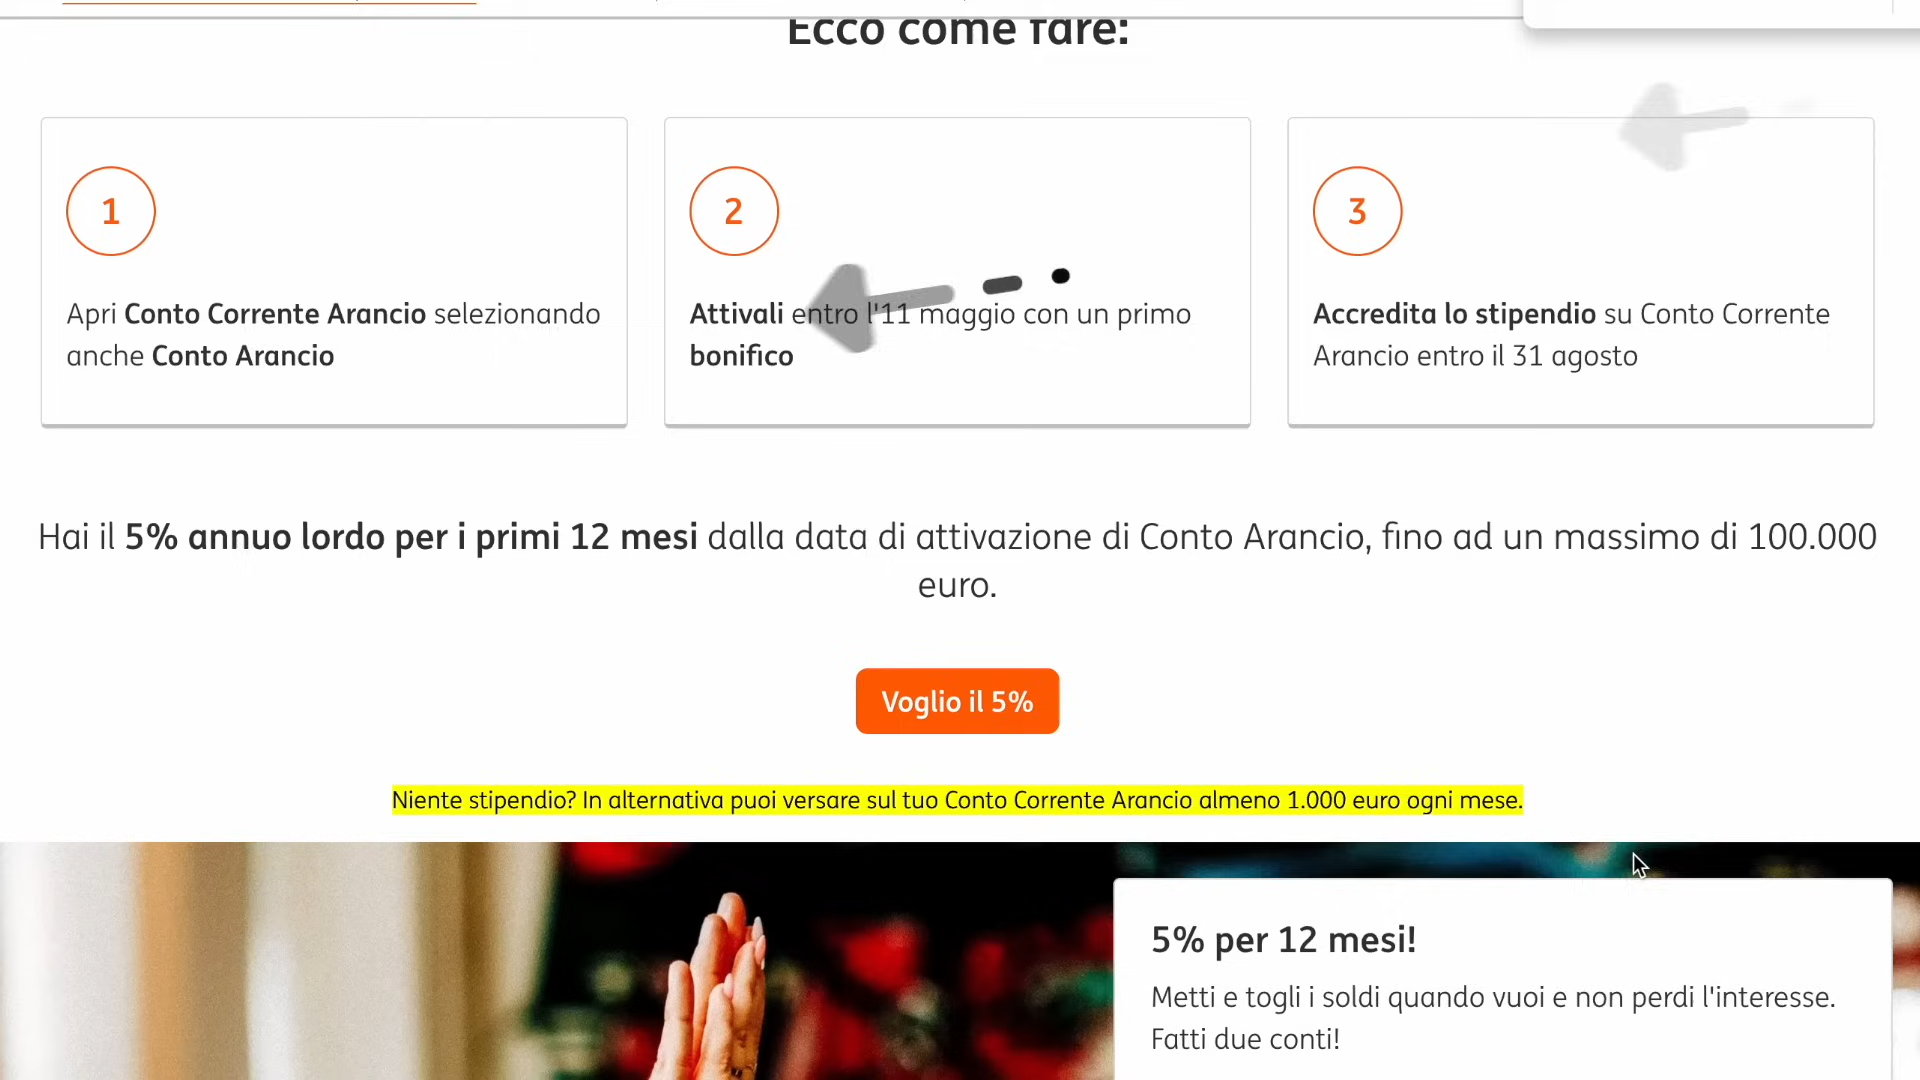 Ecco come fare:
1
Apri Conto Corrente Arancio selezionando
anche Conto Arancio
2
Attivali entro l'11 maggio con un primo
bonifico
3
Accredita lo stipendio su Conto Corrente
Arancio entro il 31 agosto
Hai il 5% annuo lordo per i primi 12 mesi dalla data di attivazione di Conto Arancio, fino ad un massimo di 100.000
euro.
Voglio il 5%
Niente stipendio? In alternativa puoi versare sul tuo Conto Corrente Arancio almeno 1.000 euro ogni mese.
5% per 12 mesi!
Metti e togli i soldi quando vuoi e non perdi l'interesse.
Fatti due conti!